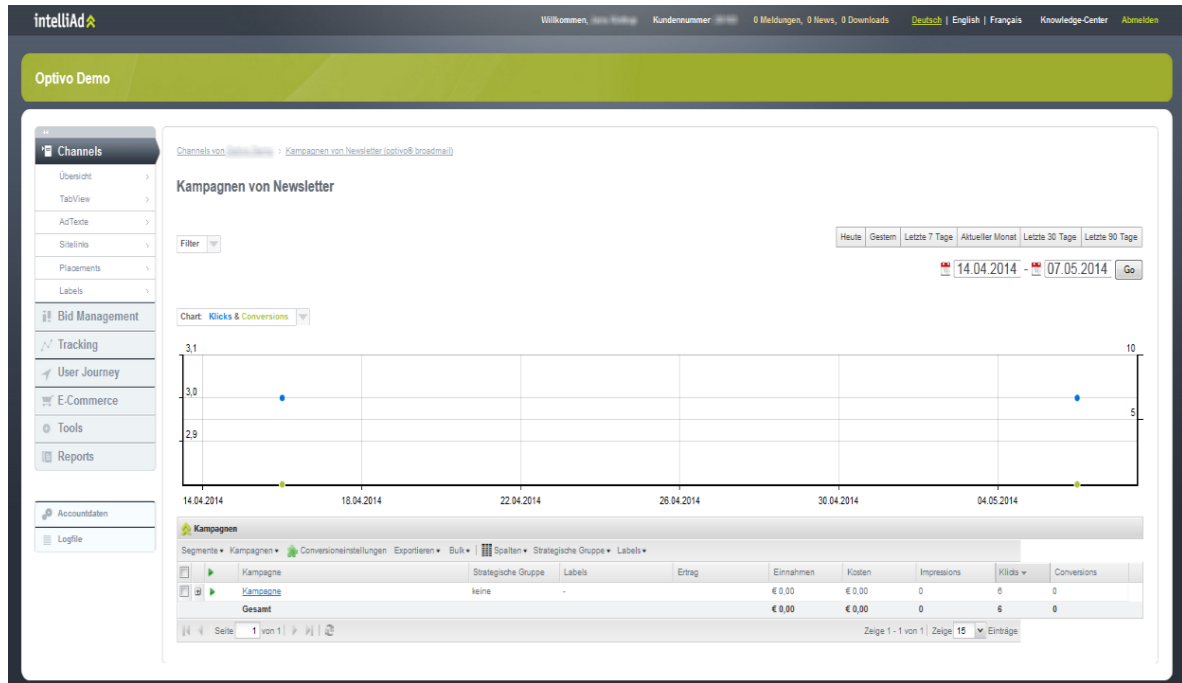 intelliAd
Willkommen, Kundennummer 0 Meldungen, 0 News, 0 Downloads Deutsch | English | Français Knowledge-Center Abmelden
Optivo Demo
Channels
Übersicht
TabView
AdTexte
Sitelinks
Placements
Labels
Bid Management
Tracking
User Journey
E-Commerce
Tools
Reports
Accountdaten
Logfile
Channels von : Kampagnen von Newsletter (optivo® broadmail)
Kampagnen von Newsletter
Filter
Heute Gestern Letzte 7 Tage Aktueller Monat Letzte 30 Tage Letzte 90 Tage
14.04.2014 - 07.05.2014 Go
Chart: Klicks & Conversions
3,1 10
3,0
5
2,9
14.04.2014 18.04.2014 22.04.2014 26.04.2014 30.04.2014 04.05.2014
Kampagnen
Segmente Kampagnen Conversioneinstellungen Exportieren Bulk | Spalten Strategische Gruppe Labels
Kampagne Strategische Gruppe Labels Ertrag Einnahmen Kosten Impressions Klicks Conversions
Kampagne keine - € 0,00 € 0,00 0 6 0
Gesamt € 0,00 € 0,00 0 6 0
Seite 1 von 1 Zeige 1 - 1 von 1 Zeige 15 Einträge